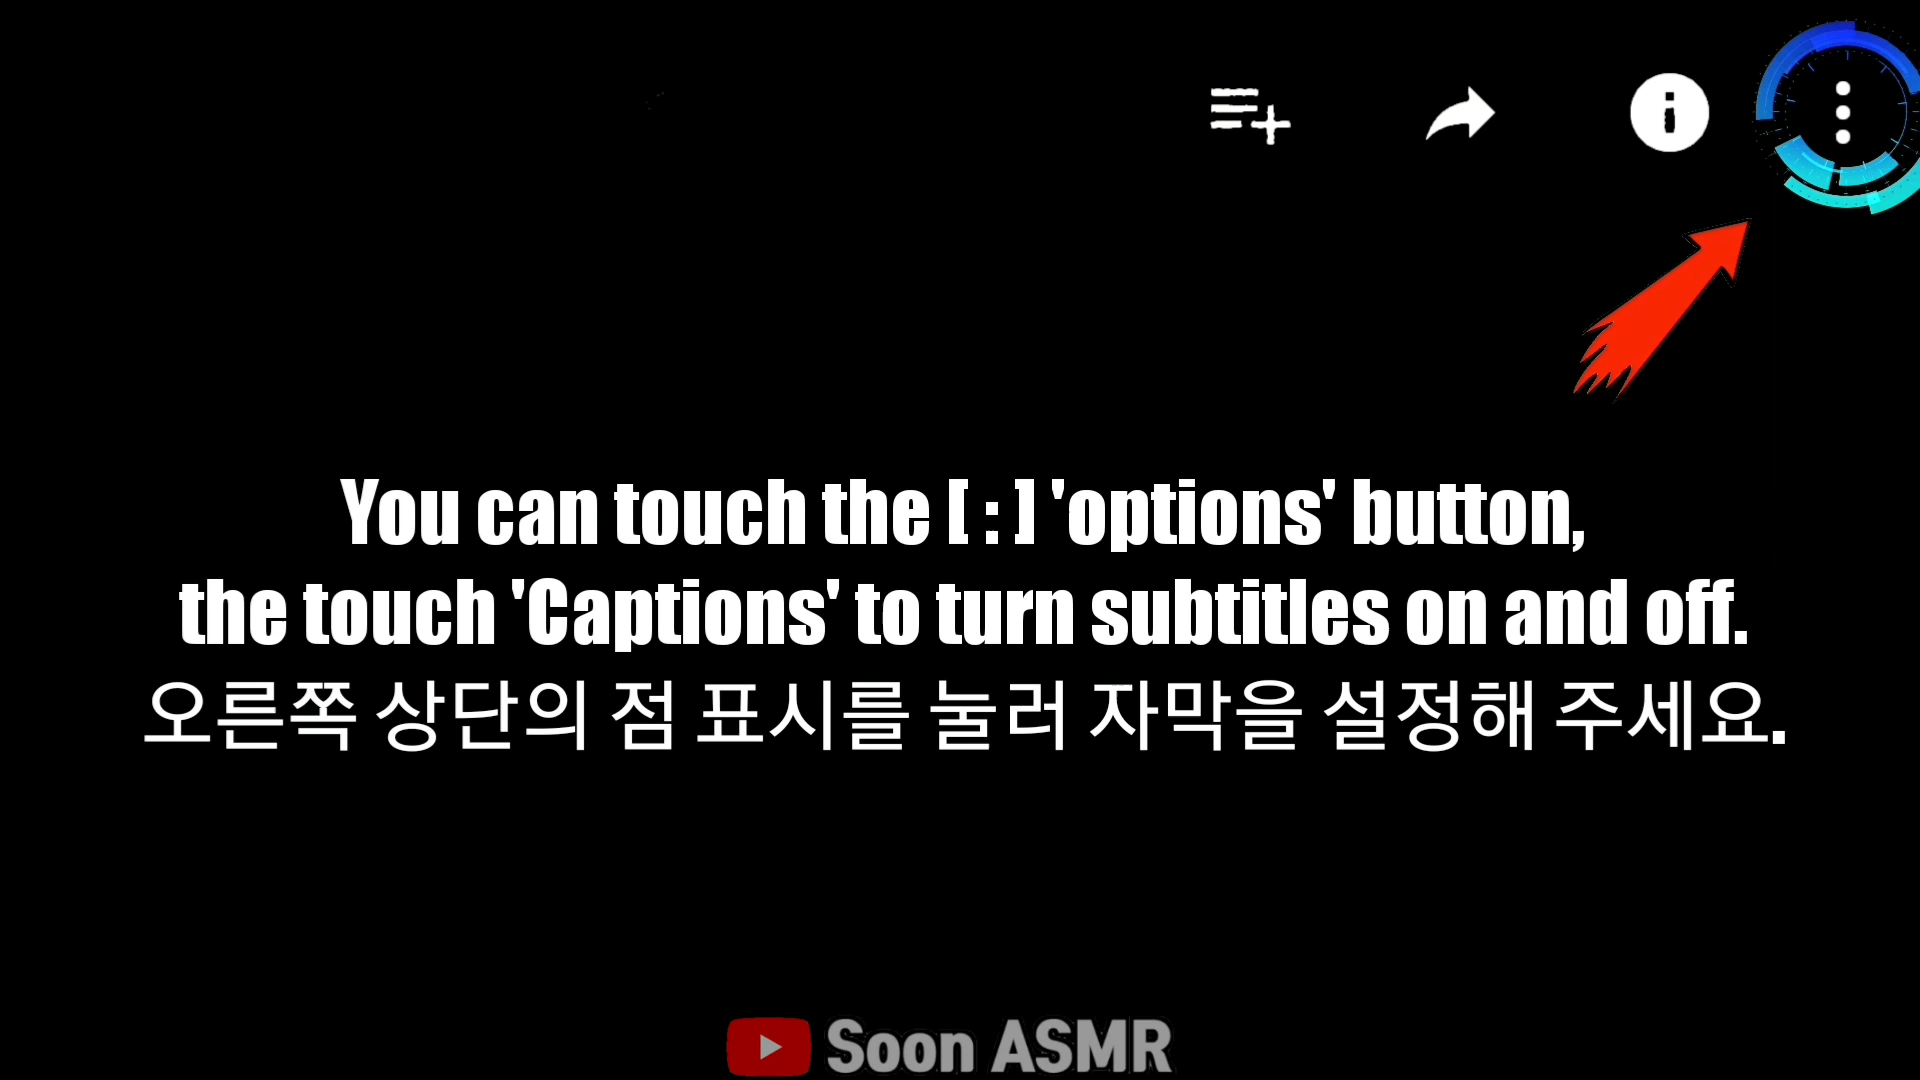 You can touch the [ : ] 'options' button,
the touch 'Captions' to turn subtitles on and off.
오른쪽 상단의 점 표시를 눌러 자막을 설정해 주세요.
Soon ASMR